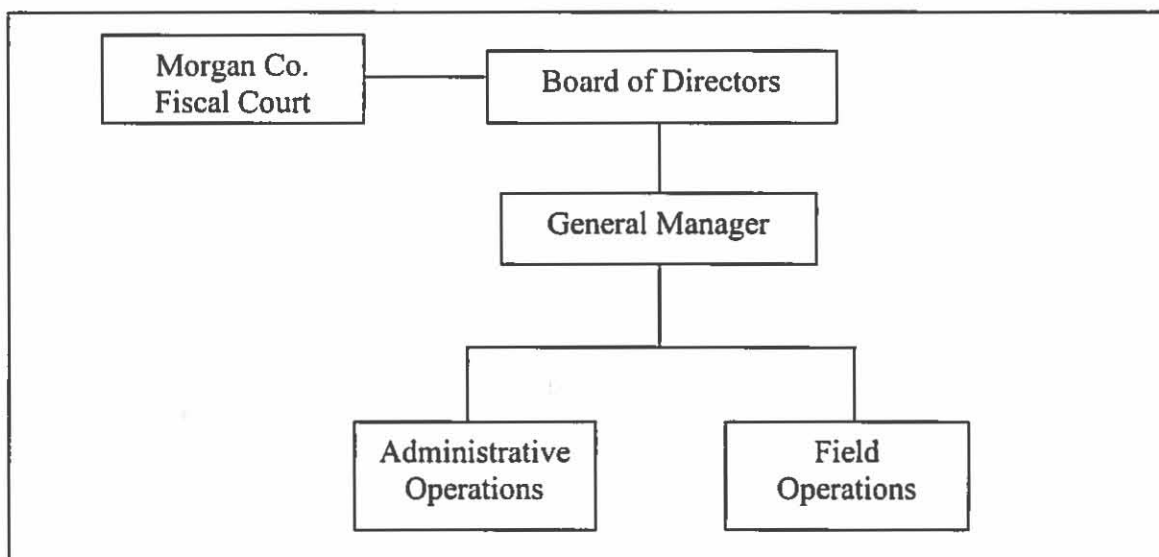 Morgan Co.
Fiscal Court
Board of Directors
General Manager
Administrative
Operations
Field
Operations